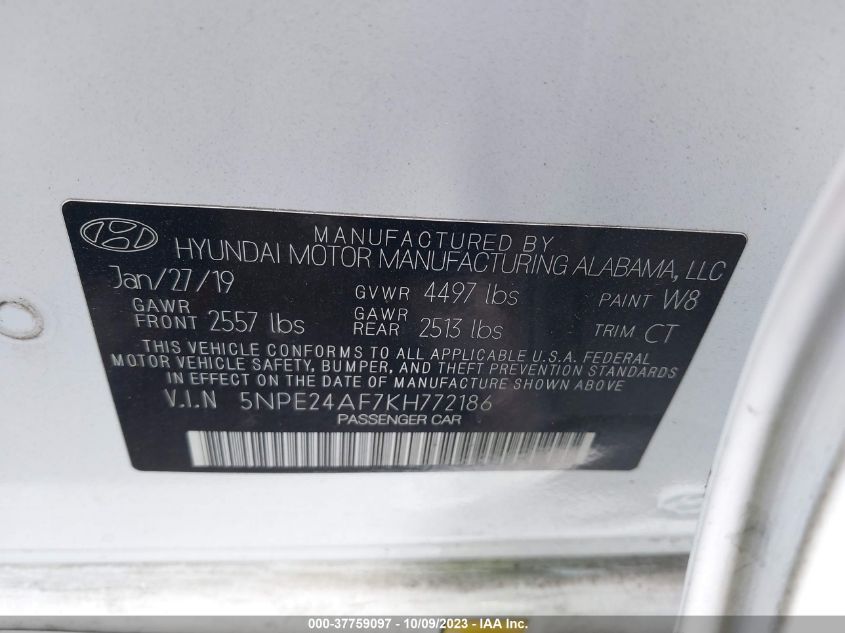 MANUFACTURED BY
HYUNDAI MOTOR MANUFACTURING ALABAMA, LLC
Jan/27/19 GVWR 4497 lbs PAINT W8
GAWR FRONT 2557 lbs GAWR REAR 2513 lbs TRIM CT
THIS VEHICLE CONFORMS TO ALL APPLICABLE U.S.A. FEDERAL
MOTOR VEHICLE SAFETY, BUMPER, AND THEFT PREVENTION STANDARDS
IN EFFECT ON THE DATE OF MANUFACTURE SHOWN ABOVE
V.I.N 5NPE24AF7KH772186
PASSENGER CAR
000-37759097 - 10/09/2023 - IAA Inc.